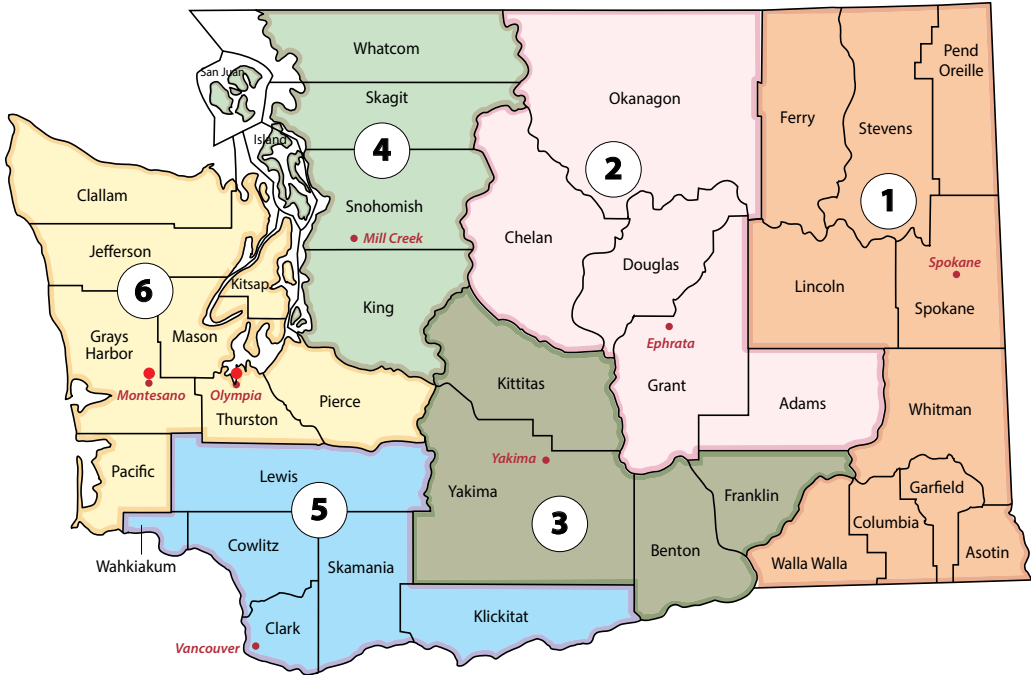 Whatcom
San Juan
Skagit
Island
4
Snohomish
Mill Creek
King
Okanagon
2
Chelan
Douglas
Ephrata
Grant
Adams
Pend
Oreille
Ferry
Stevens
1
Spokane
Lincoln
Spokane
Whitman
Garfield
Columbia
Walla Walla
Asotin
Clallam
Jefferson
6
Kitsap
Grays
Harbor
Mason
Montesano
Olympia
Thurston
Pierce
Pacific
Kittitas
Yakima
Yakima
3
Franklin
Benton
Lewis
5
Wahkiakum
Cowlitz
Skamania
Clark
Vancouver
Klickitat